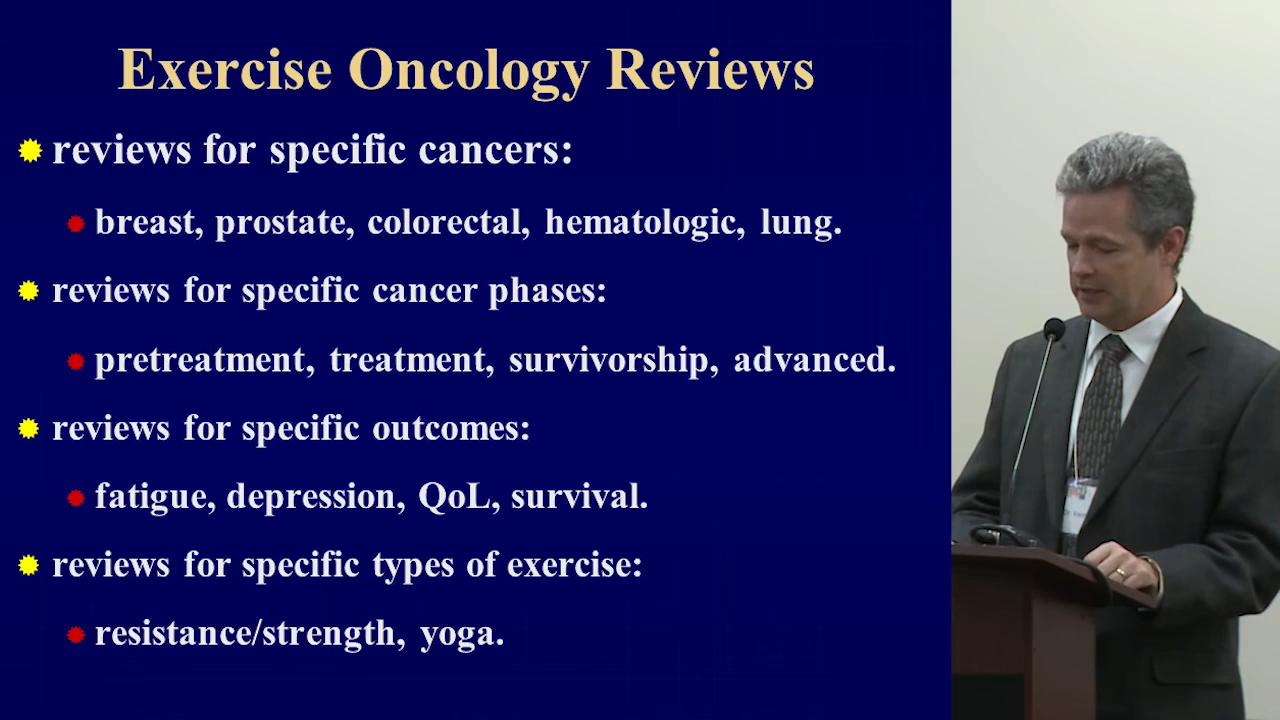 Exercise Oncology Reviews
reviews for specific cancers:
breast, prostate, colorectal, hematologic, lung.
reviews for specific cancer phases:
pretreatment, treatment, survivorship, advanced.
reviews for specific outcomes:
fatigue, depression, QoL, survival.
reviews for specific types of exercise:
resistance/strength, yoga.